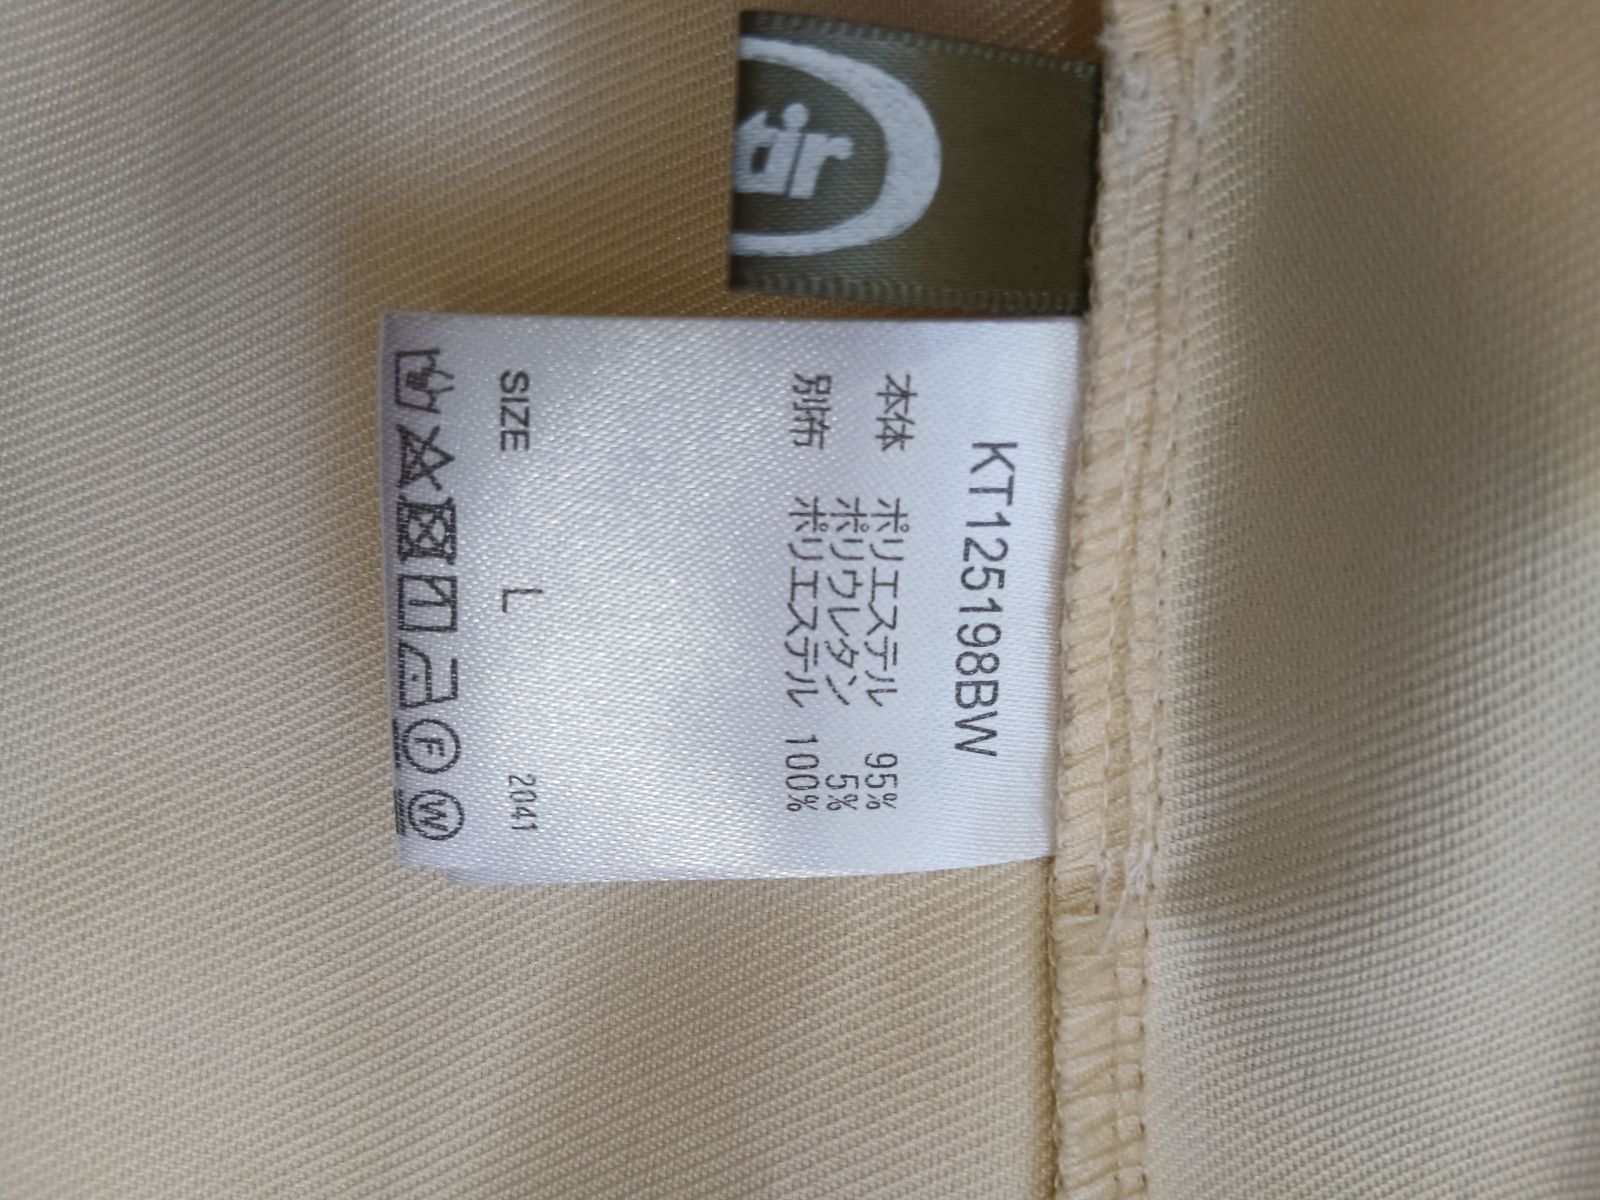 tir
KT125198BW
本体 ポリエステル 95%
ポリウレタン 5%
別布 ポリエステル 100%
SIZE L 2041
F W